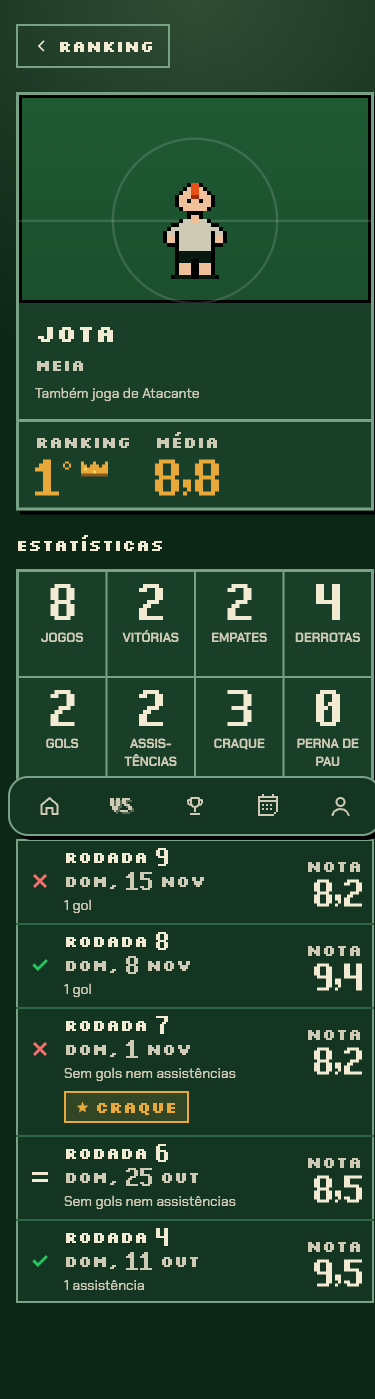 RANKING
JOTA
MEIA
Também joga de Atacante
RANKING MÉDIA
1° 8,8
ESTATÍSTICAS
8 2 2 4
JOGOS VITÓRIAS EMPATES DERROTAS
2 2 3 0
GOLS ASSIS- CRAQUE PERNA DE
TÊNCIAS PAU
VS
RODADA 9
NOTA
DOM, 15 NOV
8,2
1 gol
RODADA 8
NOTA
DOM, 8 NOV
9,4
1 gol
RODADA 7
NOTA
DOM, 1 NOV
8,2
Sem gols nem assistências
CRAQUE
RODADA 6
NOTA
DOM, 25 OUT
8,5
Sem gols nem assistências
RODADA 4
NOTA
DOM, 11 OUT
9,5
1 assistência